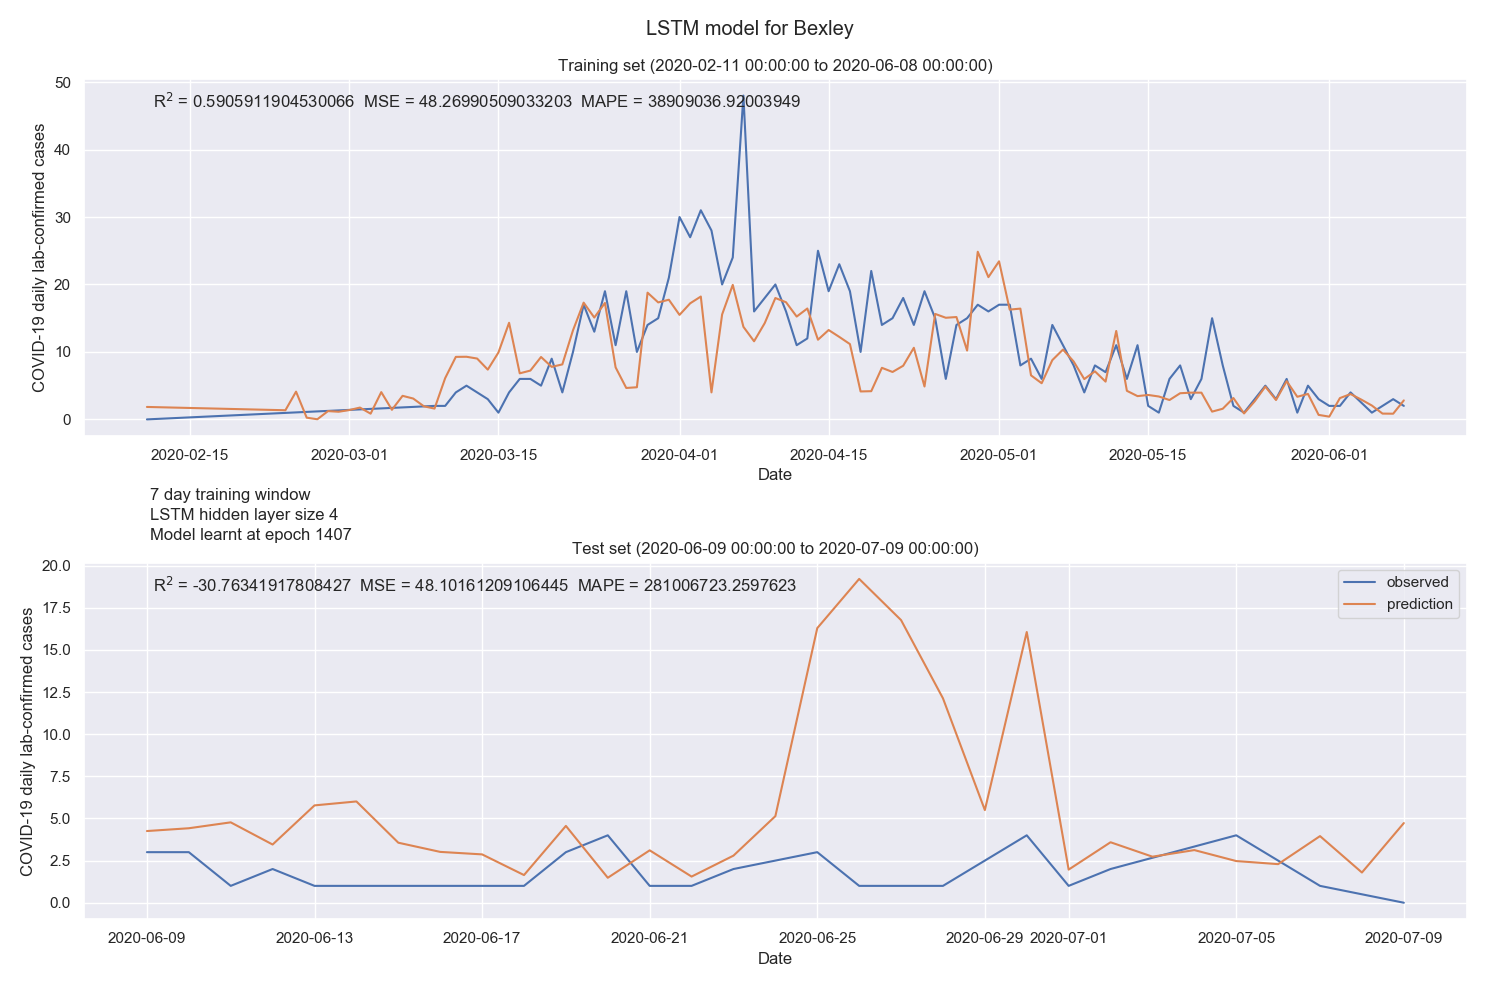 LSTM model for Bexley
Training set (2020-02-11 00:00:00 to 2020-06-08 00:00:00)
R² = 0.5905911904530066 MSE = 48.26990509033203 MAPE = 38909036.92003949
COVID-19 daily lab-confirmed cases
50
40
30
20
10
0
2020-02-15 2020-03-01 2020-03-15 2020-04-01 2020-04-15 2020-05-01 2020-05-15 2020-06-01
Date
7 day training window
LSTM hidden layer size 4
Model learnt at epoch 1407
Test set (2020-06-09 00:00:00 to 2020-07-09 00:00:00)
R² = -30.76341917808427 MSE = 48.10161209106445 MAPE = 281006723.2597623
observed
prediction
COVID-19 daily lab-confirmed cases
20.0
17.5
15.0
12.5
10.0
7.5
5.0
2.5
0.0
2020-06-09 2020-06-13 2020-06-17 2020-06-21 2020-06-25 2020-06-29 2020-07-01 2020-07-05 2020-07-09
Date